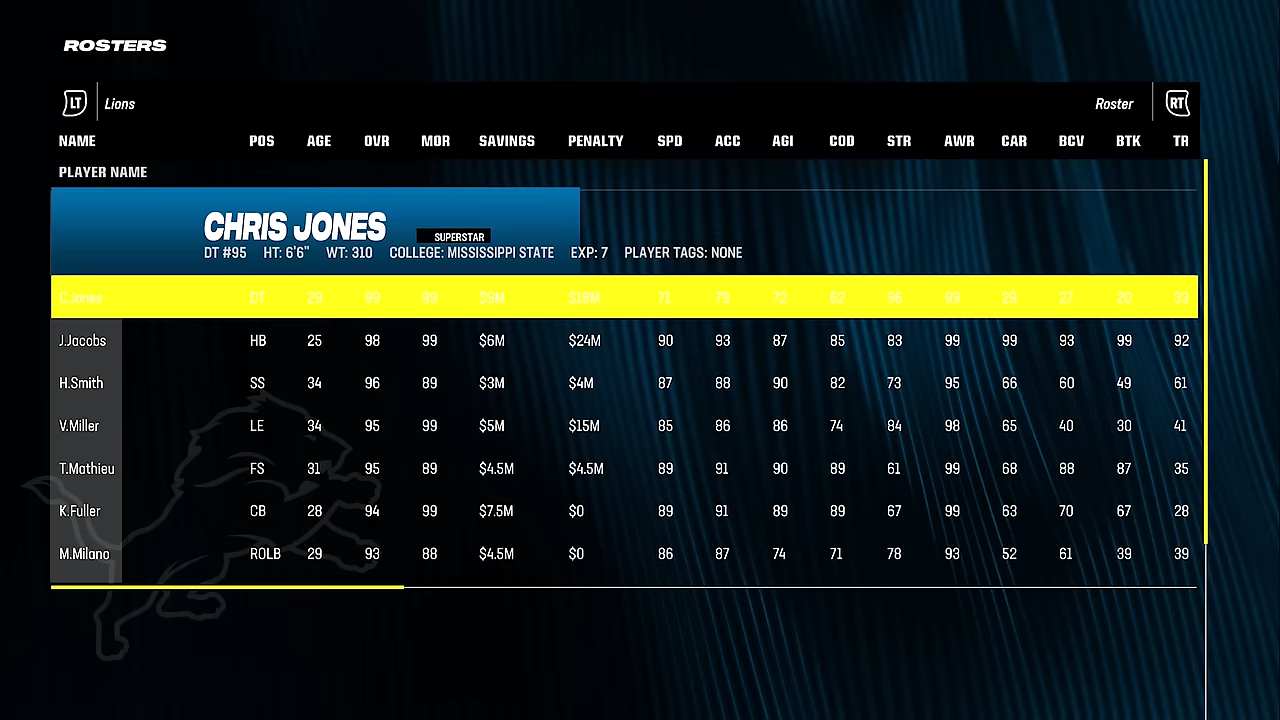 ROSTERS
LT Lions Roster RT
NAME POS AGE OVR MOR SAVINGS PENALTY SPD ACC AGI COD STR AWR CAR BCV BTK TR
PLAYER NAME
CHRIS JONES SUPERSTAR
DT #95 HT: 6'6" WT: 310 COLLEGE: MISSISSIPPI STATE EXP: 7 PLAYER TAGS: NONE
C.Jones DT 29 99 99 $9M $18M 71 79 72 62 96 99 26 27 20 33
J.Jacobs HB 25 98 99 $6M $24M 90 93 87 85 83 99 99 93 99 92
H.Smith SS 34 96 89 $3M $4M 87 88 90 82 73 95 66 60 49 61
V.Miller LE 34 95 99 $5M $15M 85 86 86 74 84 98 65 40 30 41
T.Mathieu FS 31 95 89 $4.5M $4.5M 89 91 90 89 61 99 68 88 87 35
K.Fuller CB 28 94 99 $7.5M $0 89 91 89 89 67 99 63 70 67 28
M.Milano ROLB 29 93 88 $4.5M $0 86 87 74 71 78 93 52 61 39 39